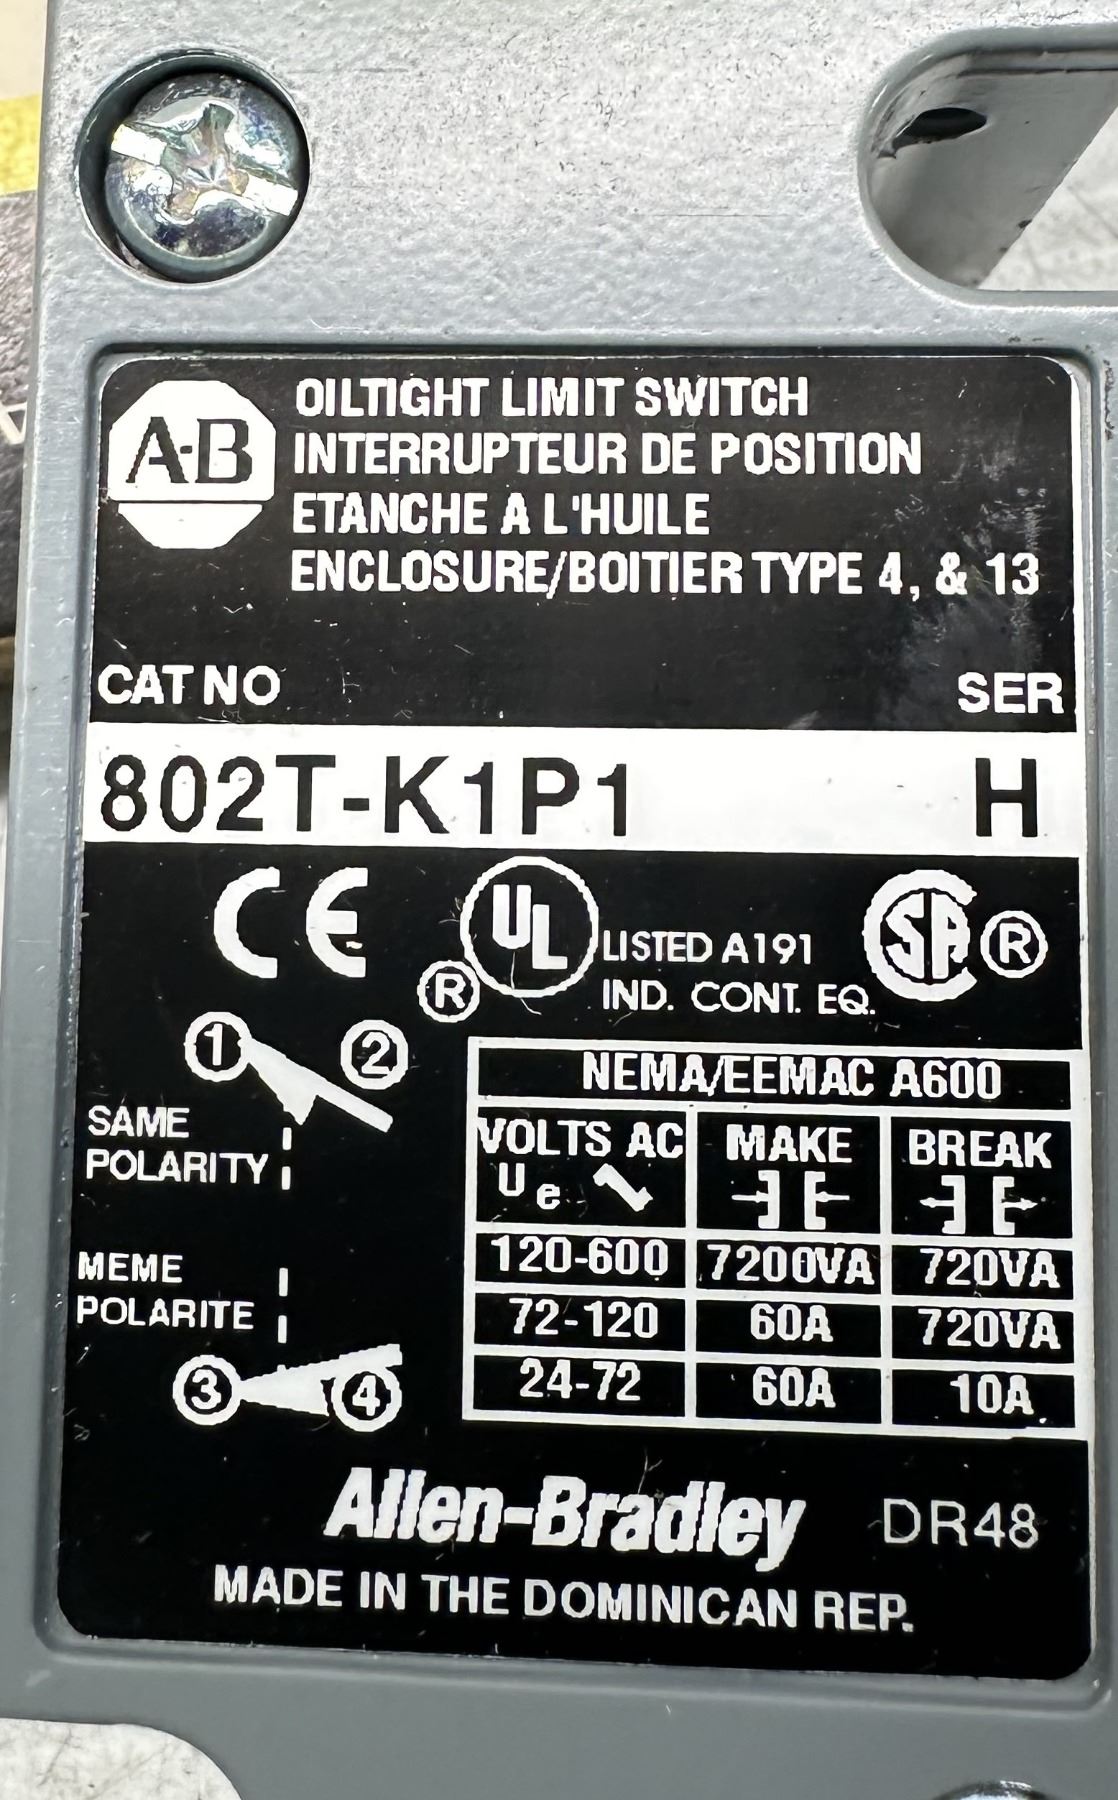 A-B
OILTIGHT LIMIT SWITCH
INTERRUPTEUR DE POSITION
ETANCHE A L'HUILE
ENCLOSURE/BOITIER TYPE 4, & 13
CAT NO SER
802T-K1P1 H
CE UL LISTED A191 SA ®
® IND. CONT. EQ.
1 2
SAME
POLARITY
MEME
POLARITE
3 4
NEMA/EEMAC A600
VOLTS AC MAKE BREAK
Ue
120-600 7200VA 720VA
72-120 60A 720VA
24-72 60A 10A
Allen-Bradley DR48
MADE IN THE DOMINICAN REP.